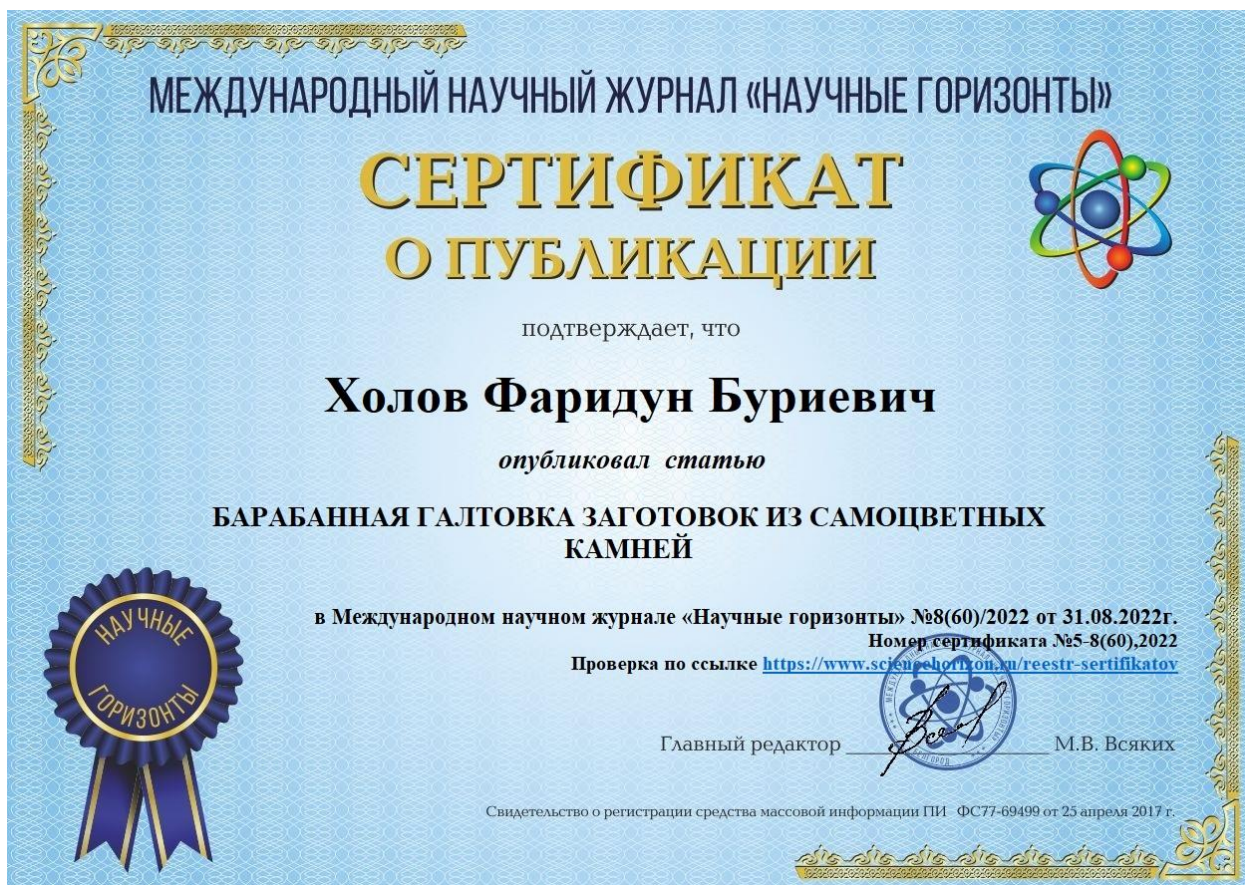 МЕЖДУНАРОДНЫЙ НАУЧНЫЙ ЖУРНАЛ «НАУЧНЫЕ ГОРИЗОНТЫ»
СЕРТИФИКАТ
О ПУБЛИКАЦИИ
подтверждает, что
Холов Фаридун Буриевич
опубликовал статью
БАРАБАННАЯ ГАЛТОВКА ЗАГОТОВОК ИЗ САМОЦВЕТНЫХ
КАМНЕЙ
в Международном научном журнале «Научные горизонты» №8(60)/2022 от 31.08.2022г.
Номер сертификата №5-8(60),2022
Проверка по ссылке https://www.sciencehorizon.ru/reestr-sertifikatov
НАУЧНЫЕ
ГОРИЗОНТЫ
Главный редактор ____________________ М.В. Всяких
Свидетельство о регистрации средства массовой информации ПИ ФС77-69499 от 25 апреля 2017 г.